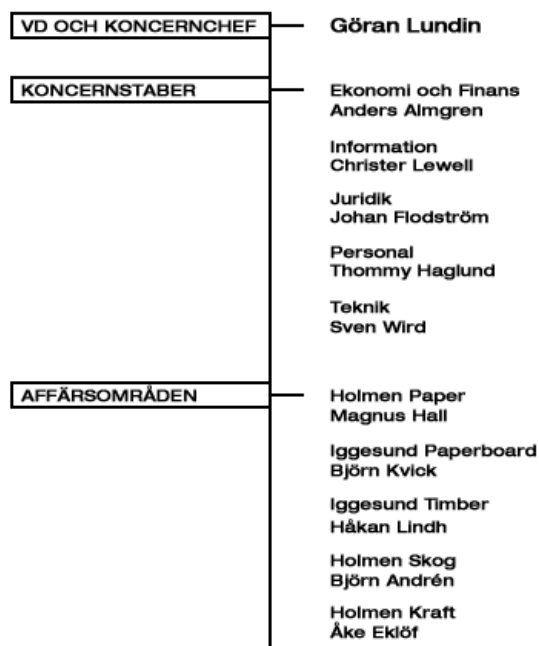 VD OCH KONCERNCHEF
Göran Lundin
KONCERNSTABER
Ekonomi och Finans
Anders Almgren
Information
Christer Lewell
Juridik
Johan Flodström
Personal
Thommy Haglund
Teknik
Sven Wird
AFFÄRSOMRÅDEN
Holmen Paper
Magnus Hall
Iggesund Paperboard
Björn Kvick
Iggesund Timber
Håkan Lindh
Holmen Skog
Björn Andrén
Holmen Kraft
Åke Eklöf